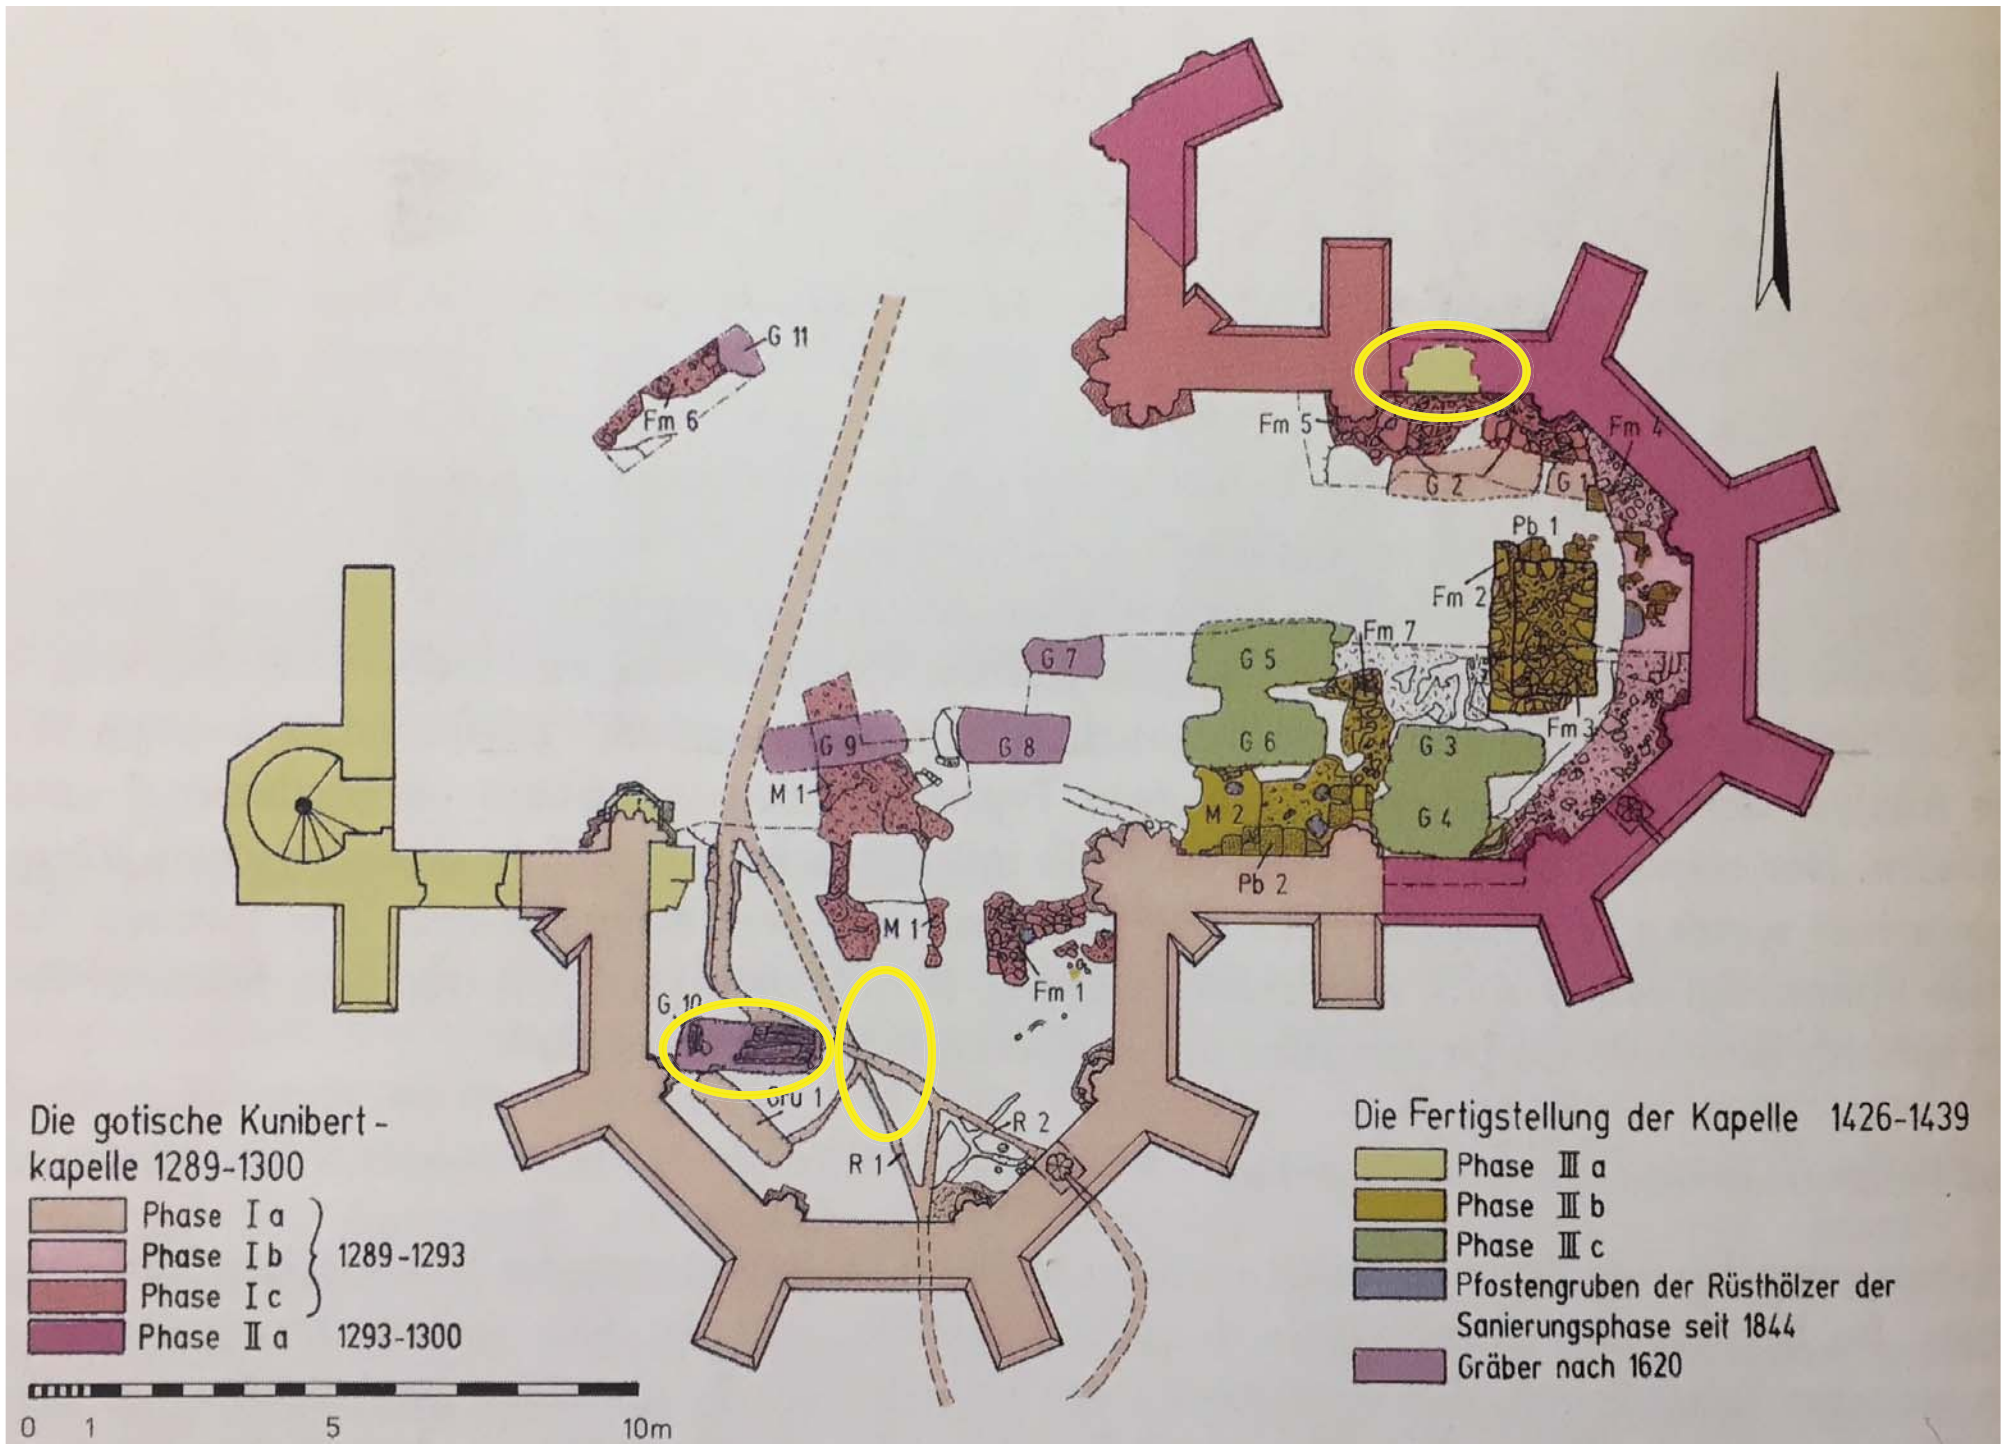 G 11
Fm 6
Fm 5
Fm 4
G 2
G 1
Pb 1
Fm 2
Fm 7
G 7
G 5
Fm 3
G 9
G 8
G 6
G 3
M 1
M 2
G 4
Pb 2
M 1
Fm 1
G 10
Gru 1
R 2
R 1
Die gotische Kunibert-
kapelle 1289-1300
Phase I a
Phase I b 1289-1293
Phase I c
Phase II a 1293-1300
0 1 5 10m
Die Fertigstellung der Kapelle 1426-1439
Phase III a
Phase III b
Phase III c
Pfostengruben der Rüsthölzer der
Sanierungsphase seit 1844
Gräber nach 1620